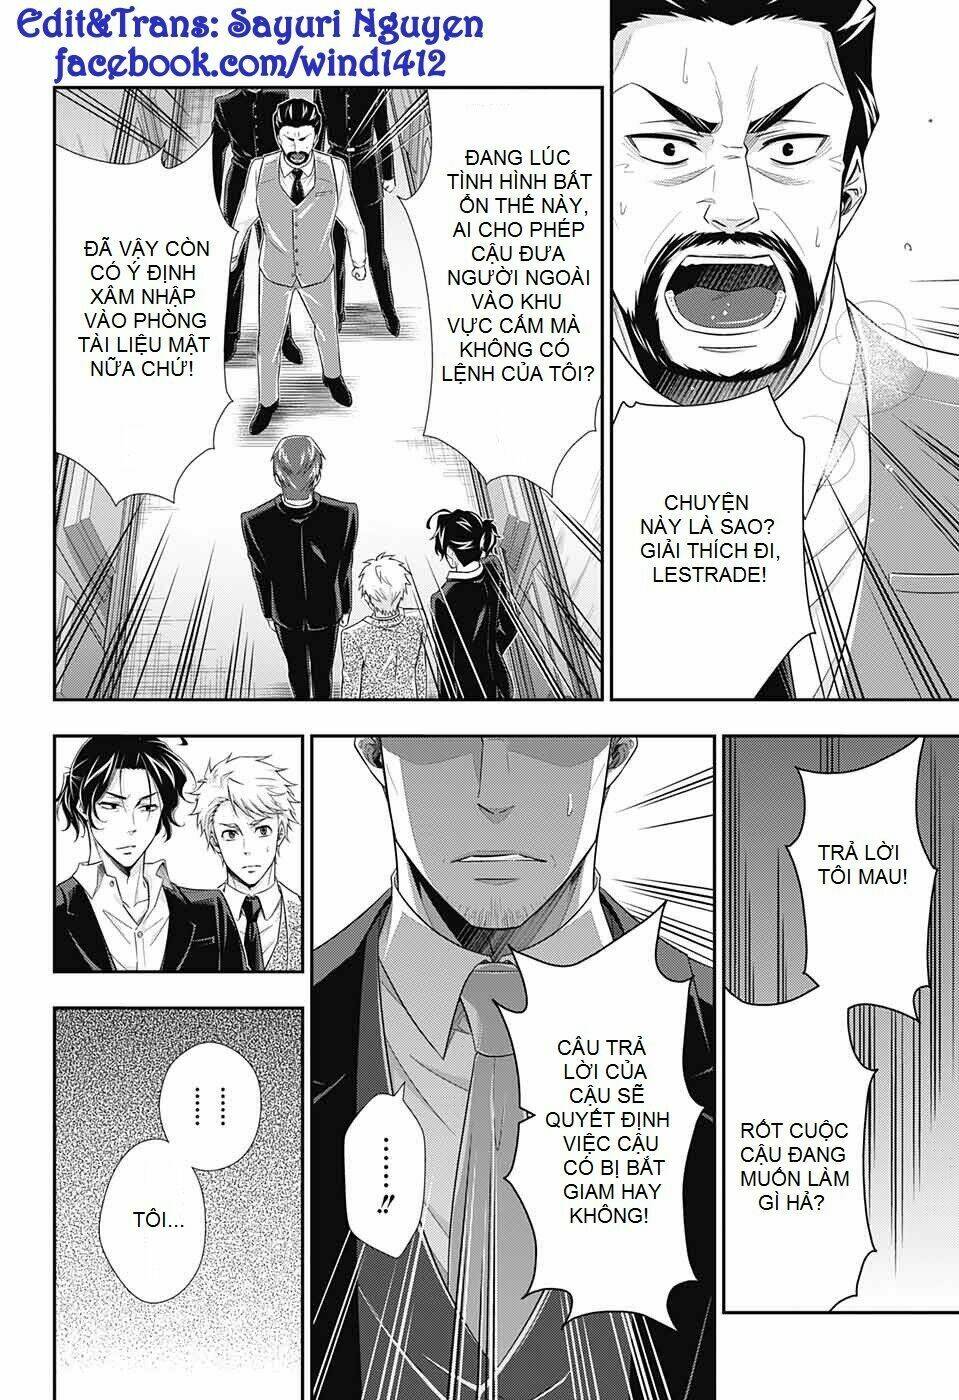 Edit&Trans: Sayuri Nguyen
facebook.com/wind1412
CHUYỆN
NÀY LÀ SAO?
GIẢI THÍCH ĐI,
LESTRADE!
ĐANG LÚC
TÌNH HÌNH BẤT
ỔN THẾ NÀY,
AI CHO PHÉP
CẬU ĐƯA
NGƯỜI NGOÀI
VÀO KHU
VỰC CẤM MÀ
KHÔNG CÓ
LỆNH CỦA TÔI?
ĐÃ VẬY CÒN
CÓ Ý ĐỊNH
XÂM NHẬP
VÀO PHÒNG
TÀI LIỆU MẬT
NỮA CHỨ!
TRẢ LỜI
TÔI MAU!
RỐT CUỘC
CẬU ĐANG
MUỐN LÀM
GÌ HẢ?
CÂU TRẢ
LỜI CỦA
CẬU SẼ
QUYẾT ĐỊNH
VIỆC CẬU
CÓ BỊ BẮT
GIAM HAY
KHÔNG!
......!!
......
......
TÔI...